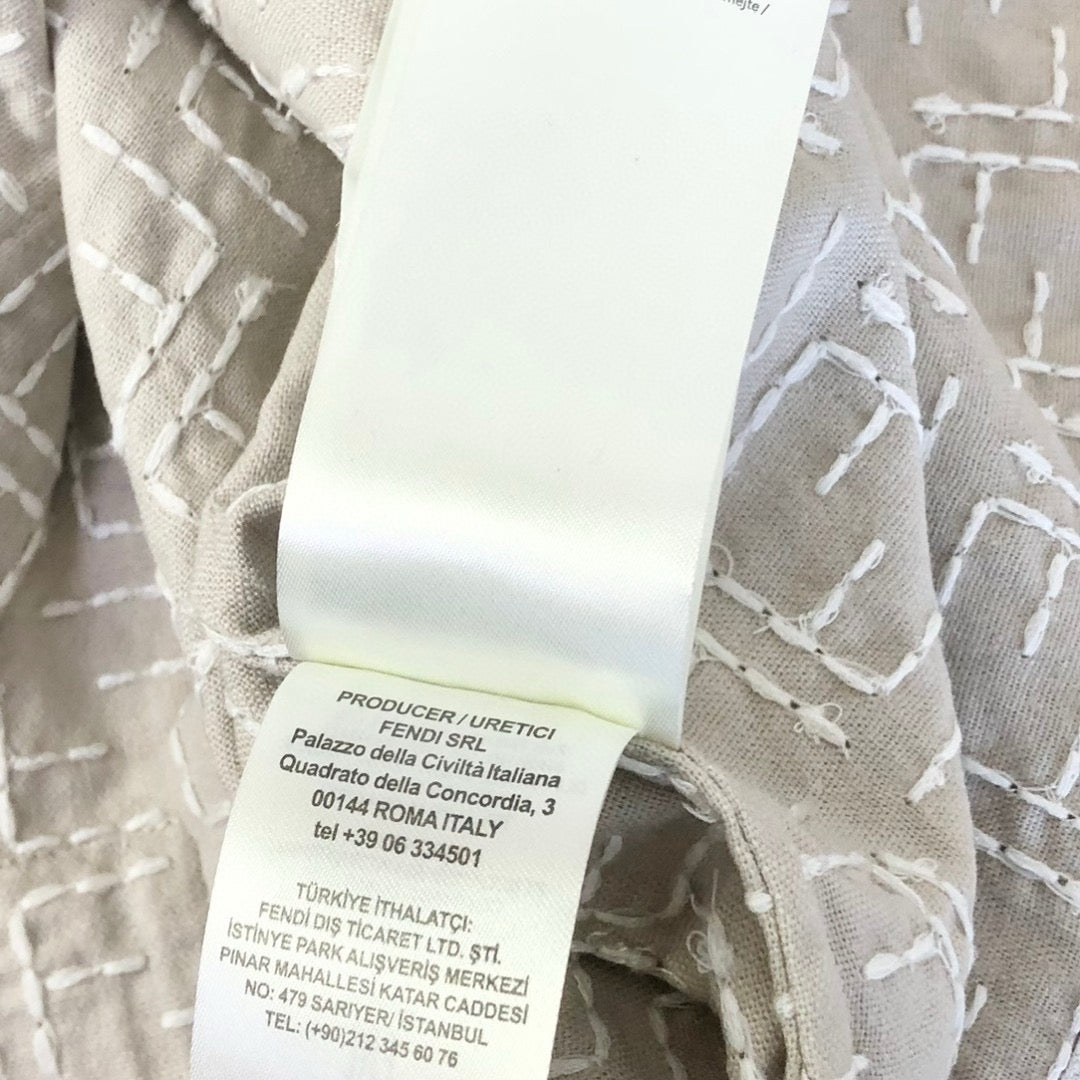 PRODUCER / URETICI
FENDI SRL
Palazzo della Civiltà Italiana
Quadrato della Concordia, 3
00144 ROMA ITALY
tel +39 06 334501
TÜRKİYE İTHALATÇI:
FENDİ DIŞ TİCARET LTD. ŞTİ.
İSTİNYE PARK ALIŞVERİŞ MERKEZİ
PINAR MAHALLESİ KATAR CADDESİ
NO: 479 SARIYER/ İSTANBUL
TEL: (+90)212 345 60 76